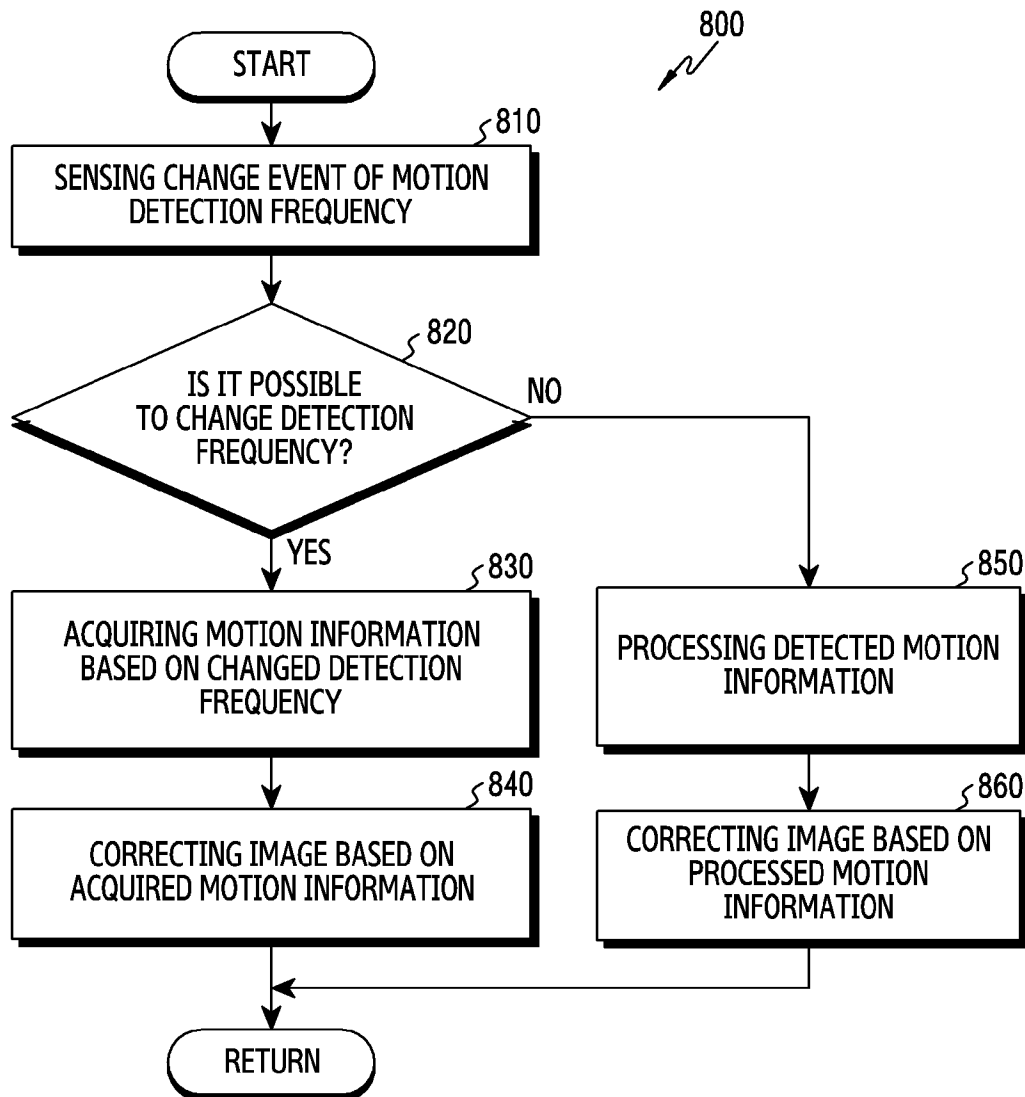 800
START
810
SENSING CHANGE EVENT OF MOTION
DETECTION FREQUENCY
820
IS IT POSSIBLE
TO CHANGE DETECTION
FREQUENCY?
NO
YES
830
ACQUIRING MOTION INFORMATION
BASED ON CHANGED DETECTION
FREQUENCY
840
CORRECTING IMAGE BASED ON
ACQUIRED MOTION INFORMATION
850
PROCESSING DETECTED MOTION
INFORMATION
860
CORRECTING IMAGE BASED ON
PROCESSED MOTION
INFORMATION
RETURN